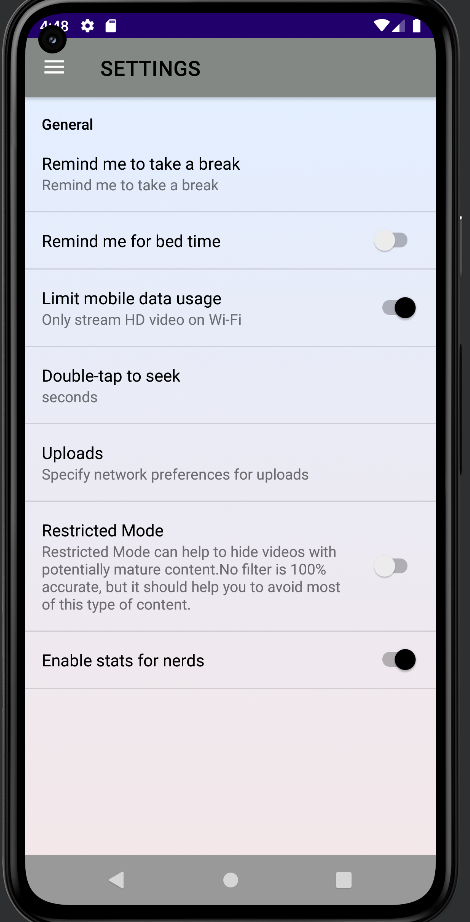 4:48
SETTINGS
General
Remind me to take a break
Remind me to take a break
Remind me for bed time
Limit mobile data usage
Only stream HD video on Wi-Fi
Double-tap to seek
seconds
Uploads
Specify network preferences for uploads
Restricted Mode
Restricted Mode can help to hide videos with
potentially mature content.No filter is 100%
accurate, but it should help you to avoid most
of this type of content.
Enable stats for nerds